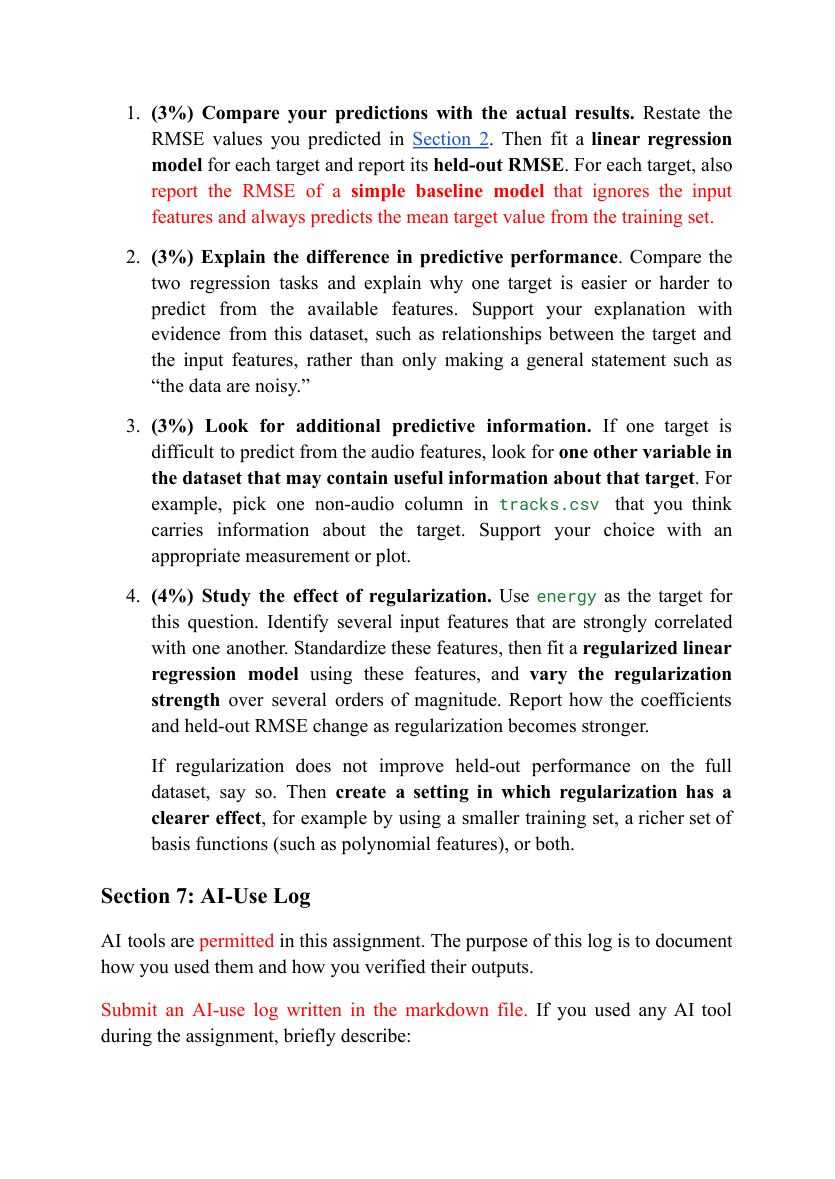 1. (3%) Compare your predictions with the actual results. Restate the
RMSE values you predicted in Section 2. Then fit a linear regression
model for each target and report its held-out RMSE. For each target, also
report the RMSE of a simple baseline model that ignores the input
features and always predicts the mean target value from the training set.
2. (3%) Explain the difference in predictive performance. Compare the
two regression tasks and explain why one target is easier or harder to
predict from the available features. Support your explanation with
evidence from this dataset, such as relationships between the target and
the input features, rather than only making a general statement such as
“the data are noisy.”
3. (3%) Look for additional predictive information. If one target is
difficult to predict from the audio features, look for one other variable in
the dataset that may contain useful information about that target. For
example, pick one non-audio column in tracks.csv that you think
carries information about the target. Support your choice with an
appropriate measurement or plot.
4. (4%) Study the effect of regularization. Use energy as the target for
this question. Identify several input features that are strongly correlated
with one another. Standardize these features, then fit a regularized linear
regression model using these features, and vary the regularization
strength over several orders of magnitude. Report how the coefficients
and held-out RMSE change as regularization becomes stronger.
If regularization does not improve held-out performance on the full
dataset, say so. Then create a setting in which regularization has a
clearer effect, for example by using a smaller training set, a richer set of
basis functions (such as polynomial features), or both.
Section 7: AI-Use Log
AI tools are permitted in this assignment. The purpose of this log is to document
how you used them and how you verified their outputs.
Submit an AI-use log written in the markdown file. If you used any AI tool
during the assignment, briefly describe: